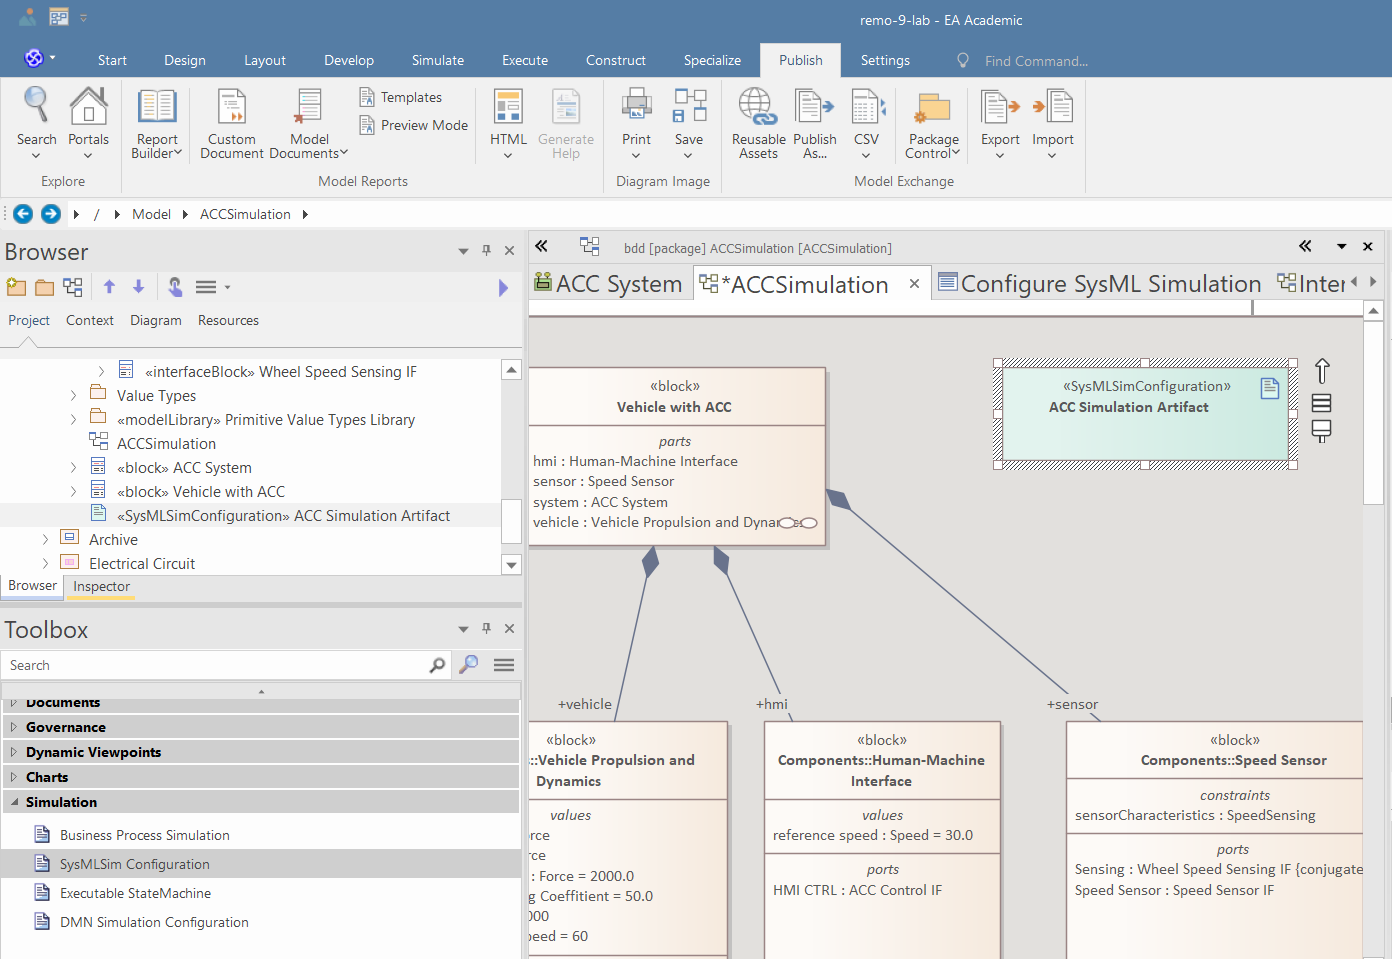 remo-9-lab - EA Academic
Start Design Layout Develop Simulate Execute Construct Specialize Publish Settings Find Command...
Search
Portals
Explore
Report Builder
Custom Document
Model Documents
Templates
Preview Mode
Model Reports
HTML
Generate Help
Print
Save
Diagram Image
Reusable Assets
Publish As...
CSV
Package Control
Export
Import
Model Exchange
/ Model ACCSimulation
Browser
Project Context Diagram Resources
«interfaceBlock» Wheel Speed Sensing IF
Value Types
«modelLibrary» Primitive Value Types Library
ACCSimulation
«block» ACC System
«block» Vehicle with ACC
«SysMLSimConfiguration» ACC Simulation Artifact
Archive
Electrical Circuit
Browser Inspector
Toolbox
Search
Documents
Governance
Dynamic Viewpoints
Charts
Simulation
Business Process Simulation
SysMLSim Configuration
Executable StateMachine
DMN Simulation Configuration
bdd [package] ACCSimulation [ACCSimulation]
ACC System *ACCSimulation Configure SysML Simulation Inter
«block»
Vehicle with ACC
parts
hmi : Human-Machine Interface
sensor : Speed Sensor
system : ACC System
vehicle : Vehicle Propulsion and Dynamics
«SysMLSimConfiguration»
ACC Simulation Artifact
+vehicle
+hmi
+sensor
«block»
::Vehicle Propulsion and
Dynamics
values
orce
rce
: Force = 2000.0
g Coeffitient = 50.0
000
peed = 60
«block»
Components::Human-Machine
Interface
values
reference speed : Speed = 30.0
ports
HMI CTRL : ACC Control IF
«block»
Components::Speed Sensor
constraints
sensorCharacteristics : SpeedSensing
ports
Sensing : Wheel Speed Sensing IF {conjugate
Speed Sensor : Speed Sensor IF